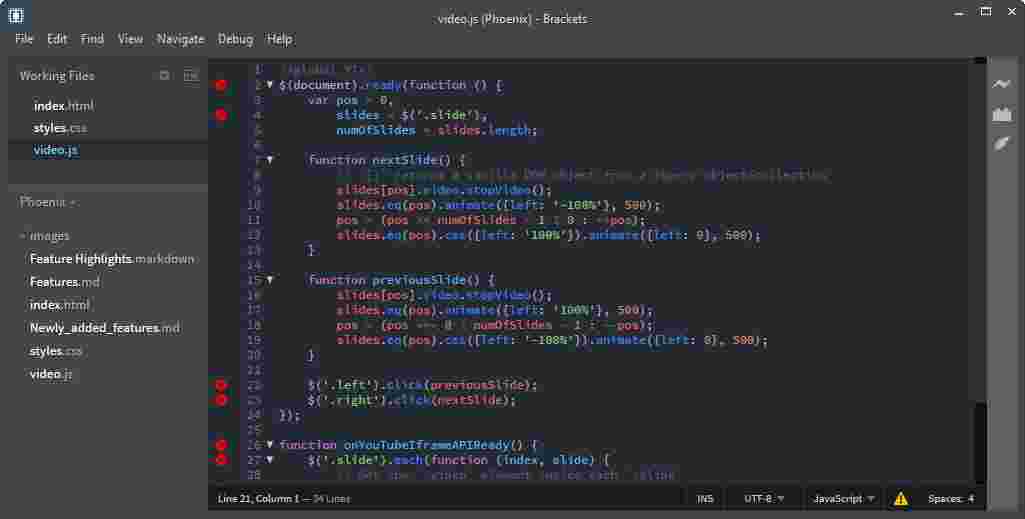 video.js (Phoenix) - Brackets
File Edit Find View Navigate Debug Help
Working Files
index.html
styles.css
video.js
Phoenix
images
Feature Highlights.markdown
Features.md
index.html
Newly_added_features.md
styles.css
video.js
1 /*global YT*/
2 $(document).ready(function () {
3 var pos = 0,
4 slides = $('.slide'),
5 numOfSlides = slides.length;
6
7 function nextSlide() {
8 returns a vanilla DOM object from a jQuery
9 slides[pos].video.stopVideo();
10 slides.eq(pos).animate({left: '-100%'}, 500);
11 pos = (pos >= numOfSlides - 1 ? 0 : ++pos);
12 slides.eq(pos).css({left: '100%'}).animate({left: 0}, 500);
13 }
14
15 function previousSlide() {
16 slides[pos].video.stopVideo();
17 slides.eq(pos).animate({left: '100%'}, 500);
18 pos = (pos === 0 ? numOfSlides - 1 : --pos);
19 slides.eq(pos).css({left: '-100%'}).animate({left: 0}, 500);
20 }
21
22 $('.left').click(previousSlide);
23 $('.right').click(nextSlide);
24 });
26 function onYouTubeIframeAPIReady() {
27 $('.slide').each(function (index, slide) {
28 // Get the element inside each
Line 21, Column 1 — 34 Lines INS UTF-8 JavaScript Spaces: 4